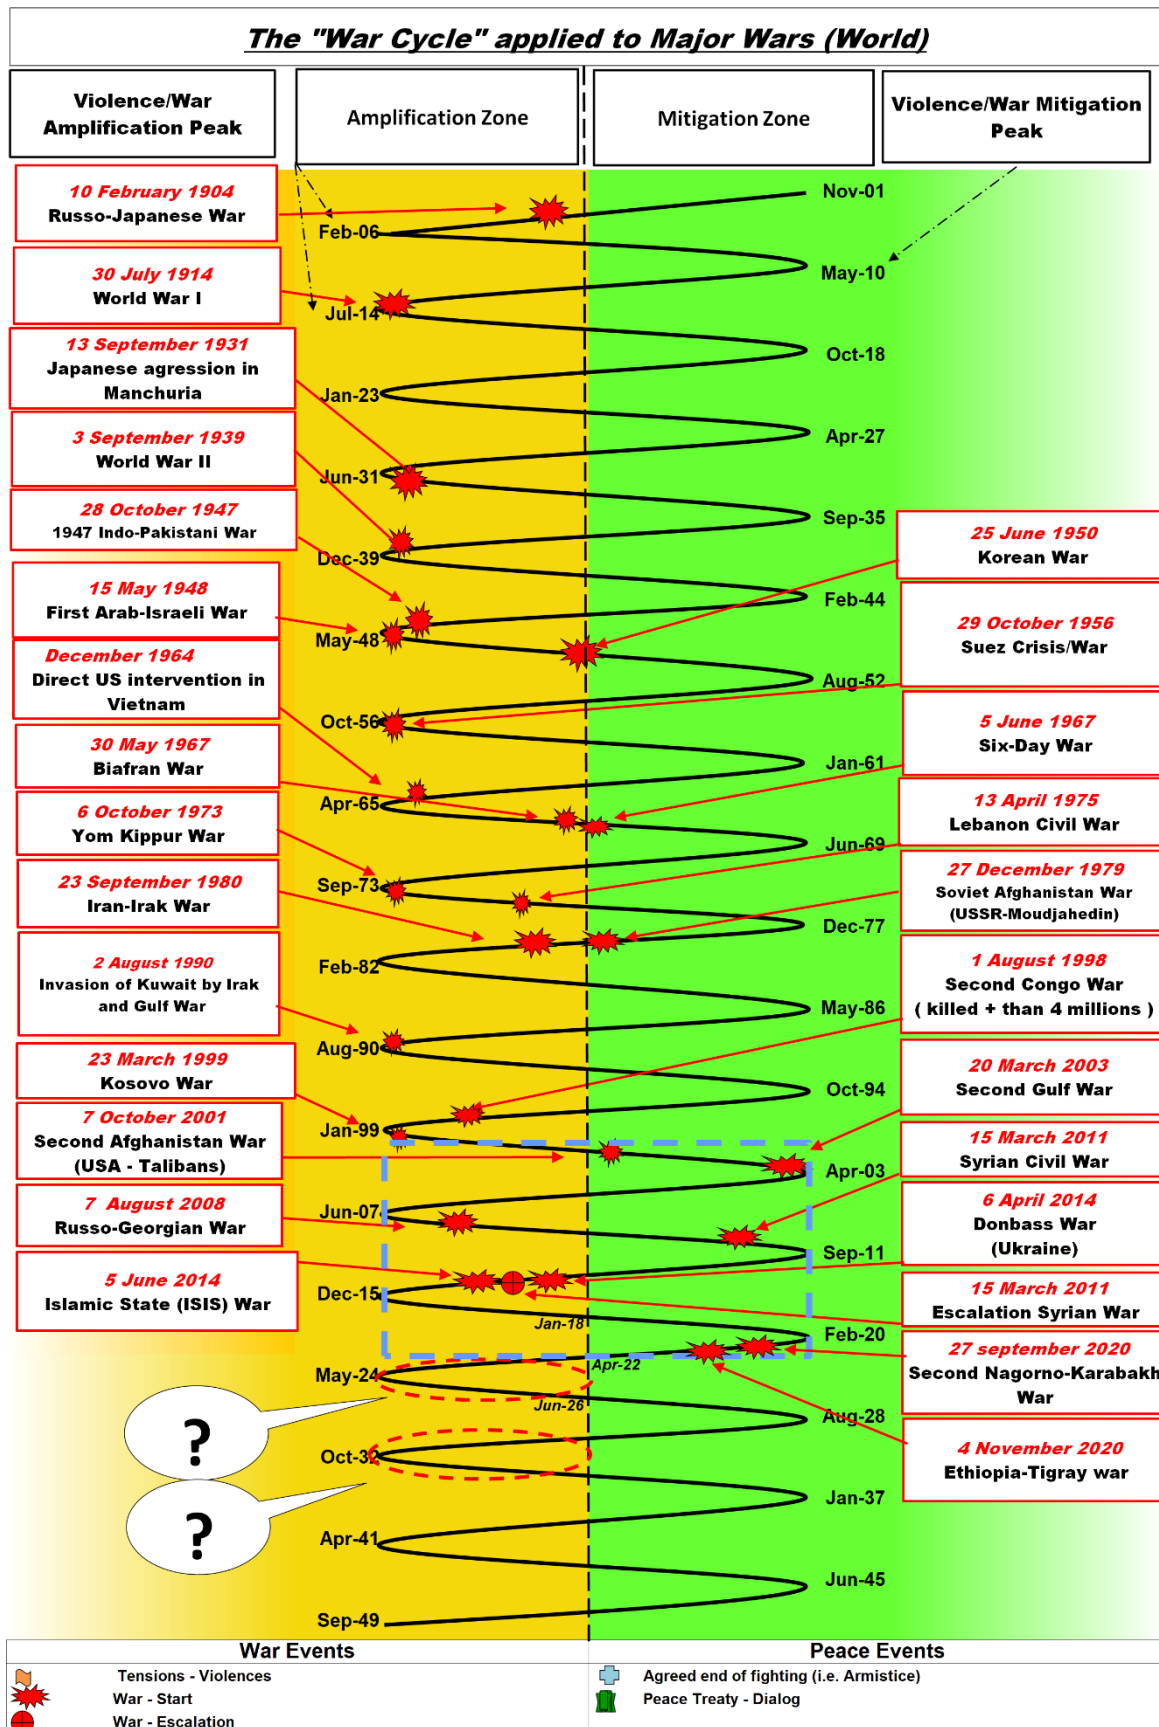 The "War Cycle" applied to Major Wars (World)
Violence/War
Amplification Peak
Amplification Zone
Mitigation Zone
Violence/War Mitigation
Peak
10 February 1904
Russo-Japanese War
30 July 1914
World War I
13 September 1931
Japanese agression in
Manchuria
3 September 1939
World War II
28 October 1947
1947 Indo-Pakistani War
15 May 1948
First Arab-Israeli War
December 1964
Direct US intervention in
Vietnam
30 May 1967
Biafran War
6 October 1973
Yom Kippur War
23 September 1980
Iran-Irak War
2 August 1990
Invasion of Kuwait by Irak
and Gulf War
23 March 1999
Kosovo War
7 October 2001
Second Afghanistan War
(USA - Talibans)
7 August 2008
Russo-Georgian War
5 June 2014
Islamic State (ISIS) War
Nov-01
Feb-06
May-10
Jul-14
Oct-18
Jan-23
Apr-27
Jun-31
Sep-35
Dec-39
Feb-44
May-48
Aug-52
Oct-56
Jan-61
Apr-65
Jun-69
Sep-73
Dec-77
Feb-82
May-86
Aug-90
Oct-94
Jan-99
Apr-03
Jun-07
Sep-11
Dec-15
Jan-18
Feb-20
Apr-22
May-24
Jun-26
Aug-28
Oct-32
Jan-37
Apr-41
Jun-45
Sep-49
?
?
25 June 1950
Korean War
29 October 1956
Suez Crisis/War
5 June 1967
Six-Day War
13 April 1975
Lebanon Civil War
27 December 1979
Soviet Afghanistan War
(USSR-Moudjahedin)
1 August 1998
Second Congo War
( killed + than 4 millions )
20 March 2003
Second Gulf War
15 March 2011
Syrian Civil War
6 April 2014
Donbass War
(Ukraine)
15 March 2011
Escalation Syrian War
27 september 2020
Second Nagorno-Karabakh
War
4 November 2020
Ethiopia-Tigray war
War Events
Peace Events
Tensions - Violences
War - Start
War - Escalation
Agreed end of fighting (i.e. Armistice)
Peace Treaty - Dialog